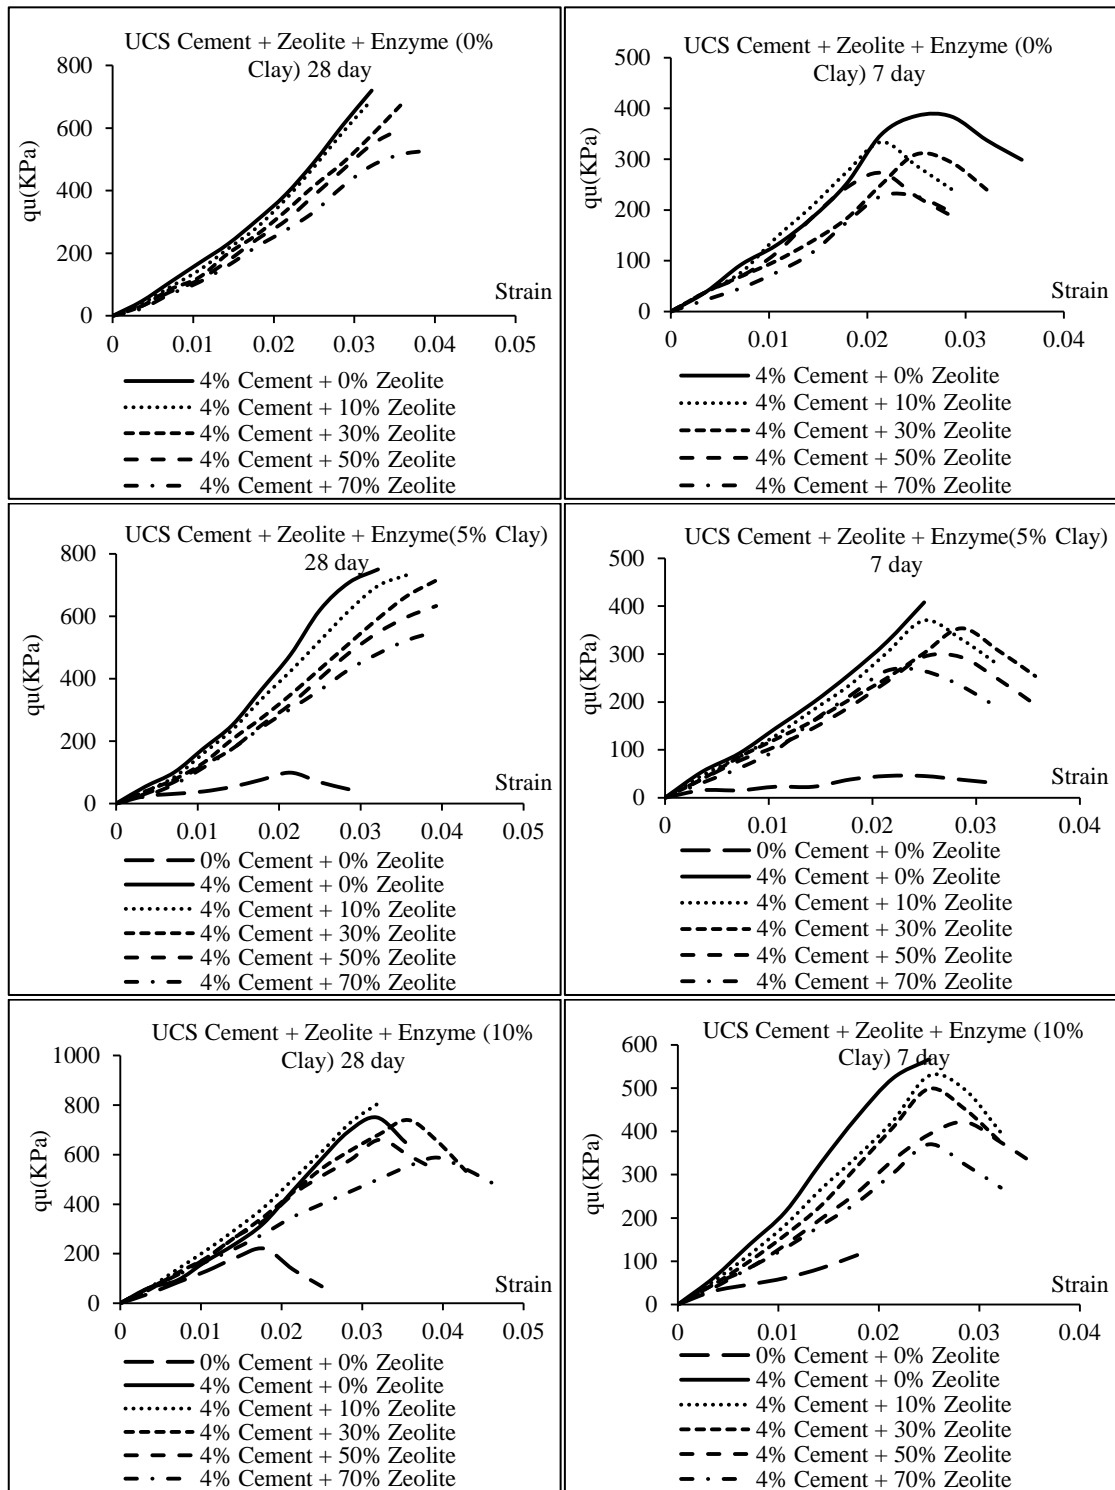 UCS Cement + Zeolite + Enzyme (0%
Clay) 28 day
800
600
400
200
0
qu(KPa)
Strain
0 0.01 0.02 0.03 0.04 0.05
4% Cement + 0% Zeolite
4% Cement + 10% Zeolite
4% Cement + 30% Zeolite
4% Cement + 50% Zeolite
4% Cement + 70% Zeolite
UCS Cement + Zeolite + Enzyme (0%
Clay) 7 day
500
400
300
200
100
0
qu(KPa)
Strain
0 0.01 0.02 0.03 0.04
4% Cement + 0% Zeolite
4% Cement + 10% Zeolite
4% Cement + 30% Zeolite
4% Cement + 50% Zeolite
4% Cement + 70% Zeolite
UCS Cement + Zeolite + Enzyme(5% Clay)
28 day
800
600
400
200
0
qu(KPa)
Strain
0 0.01 0.02 0.03 0.04 0.05
0% Cement + 0% Zeolite
4% Cement + 0% Zeolite
4% Cement + 10% Zeolite
4% Cement + 30% Zeolite
4% Cement + 50% Zeolite
4% Cement + 70% Zeolite
UCS Cement + Zeolite + Enzyme(5% Clay)
7 day
500
400
300
200
100
0
qu(KPa)
Strain
0 0.01 0.02 0.03 0.04
0% Cement + 0% Zeolite
4% Cement + 0% Zeolite
4% Cement + 10% Zeolite
4% Cement + 30% Zeolite
4% Cement + 50% Zeolite
4% Cement + 70% Zeolite
UCS Cement + Zeolite + Enzyme (10%
Clay) 28 day
1000
800
600
400
200
0
qu(KPa)
Strain
0 0.01 0.02 0.03 0.04 0.05
0% Cement + 0% Zeolite
4% Cement + 0% Zeolite
4% Cement + 10% Zeolite
4% Cement + 30% Zeolite
4% Cement + 50% Zeolite
4% Cement + 70% Zeolite
UCS Cement + Zeolite + Enzyme (10%
Clay) 7 day
600
500
400
300
200
100
0
qu(KPa)
Strain
0 0.01 0.02 0.03 0.04
0% Cement + 0% Zeolite
4% Cement + 0% Zeolite
4% Cement + 10% Zeolite
4% Cement + 30% Zeolite
4% Cement + 50% Zeolite
4% Cement + 70% Zeolite